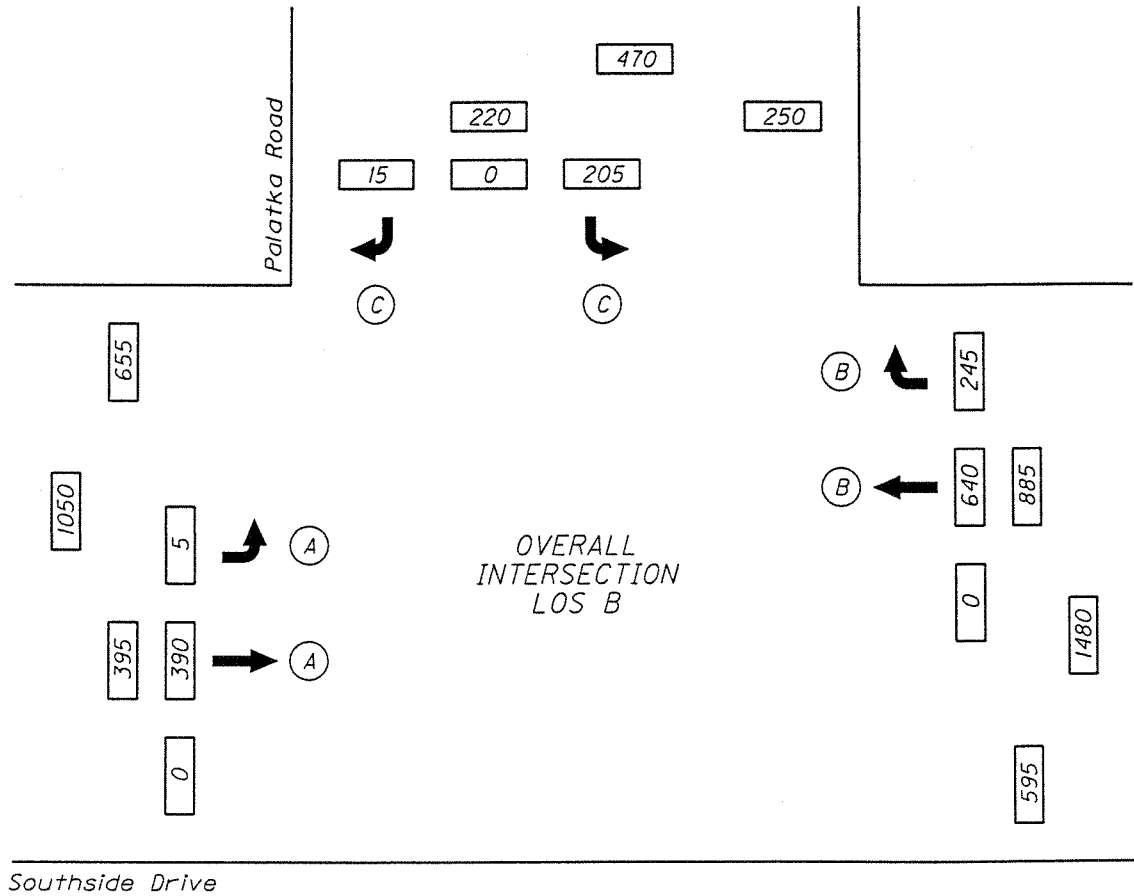 470
220
250
Palatka Road
15
0
205
C
C
655
245
B
1050
640
885
B
5
A
OVERALL
INTERSECTION
LOS B
0
1480
395
390
A
0
595
Southside Drive